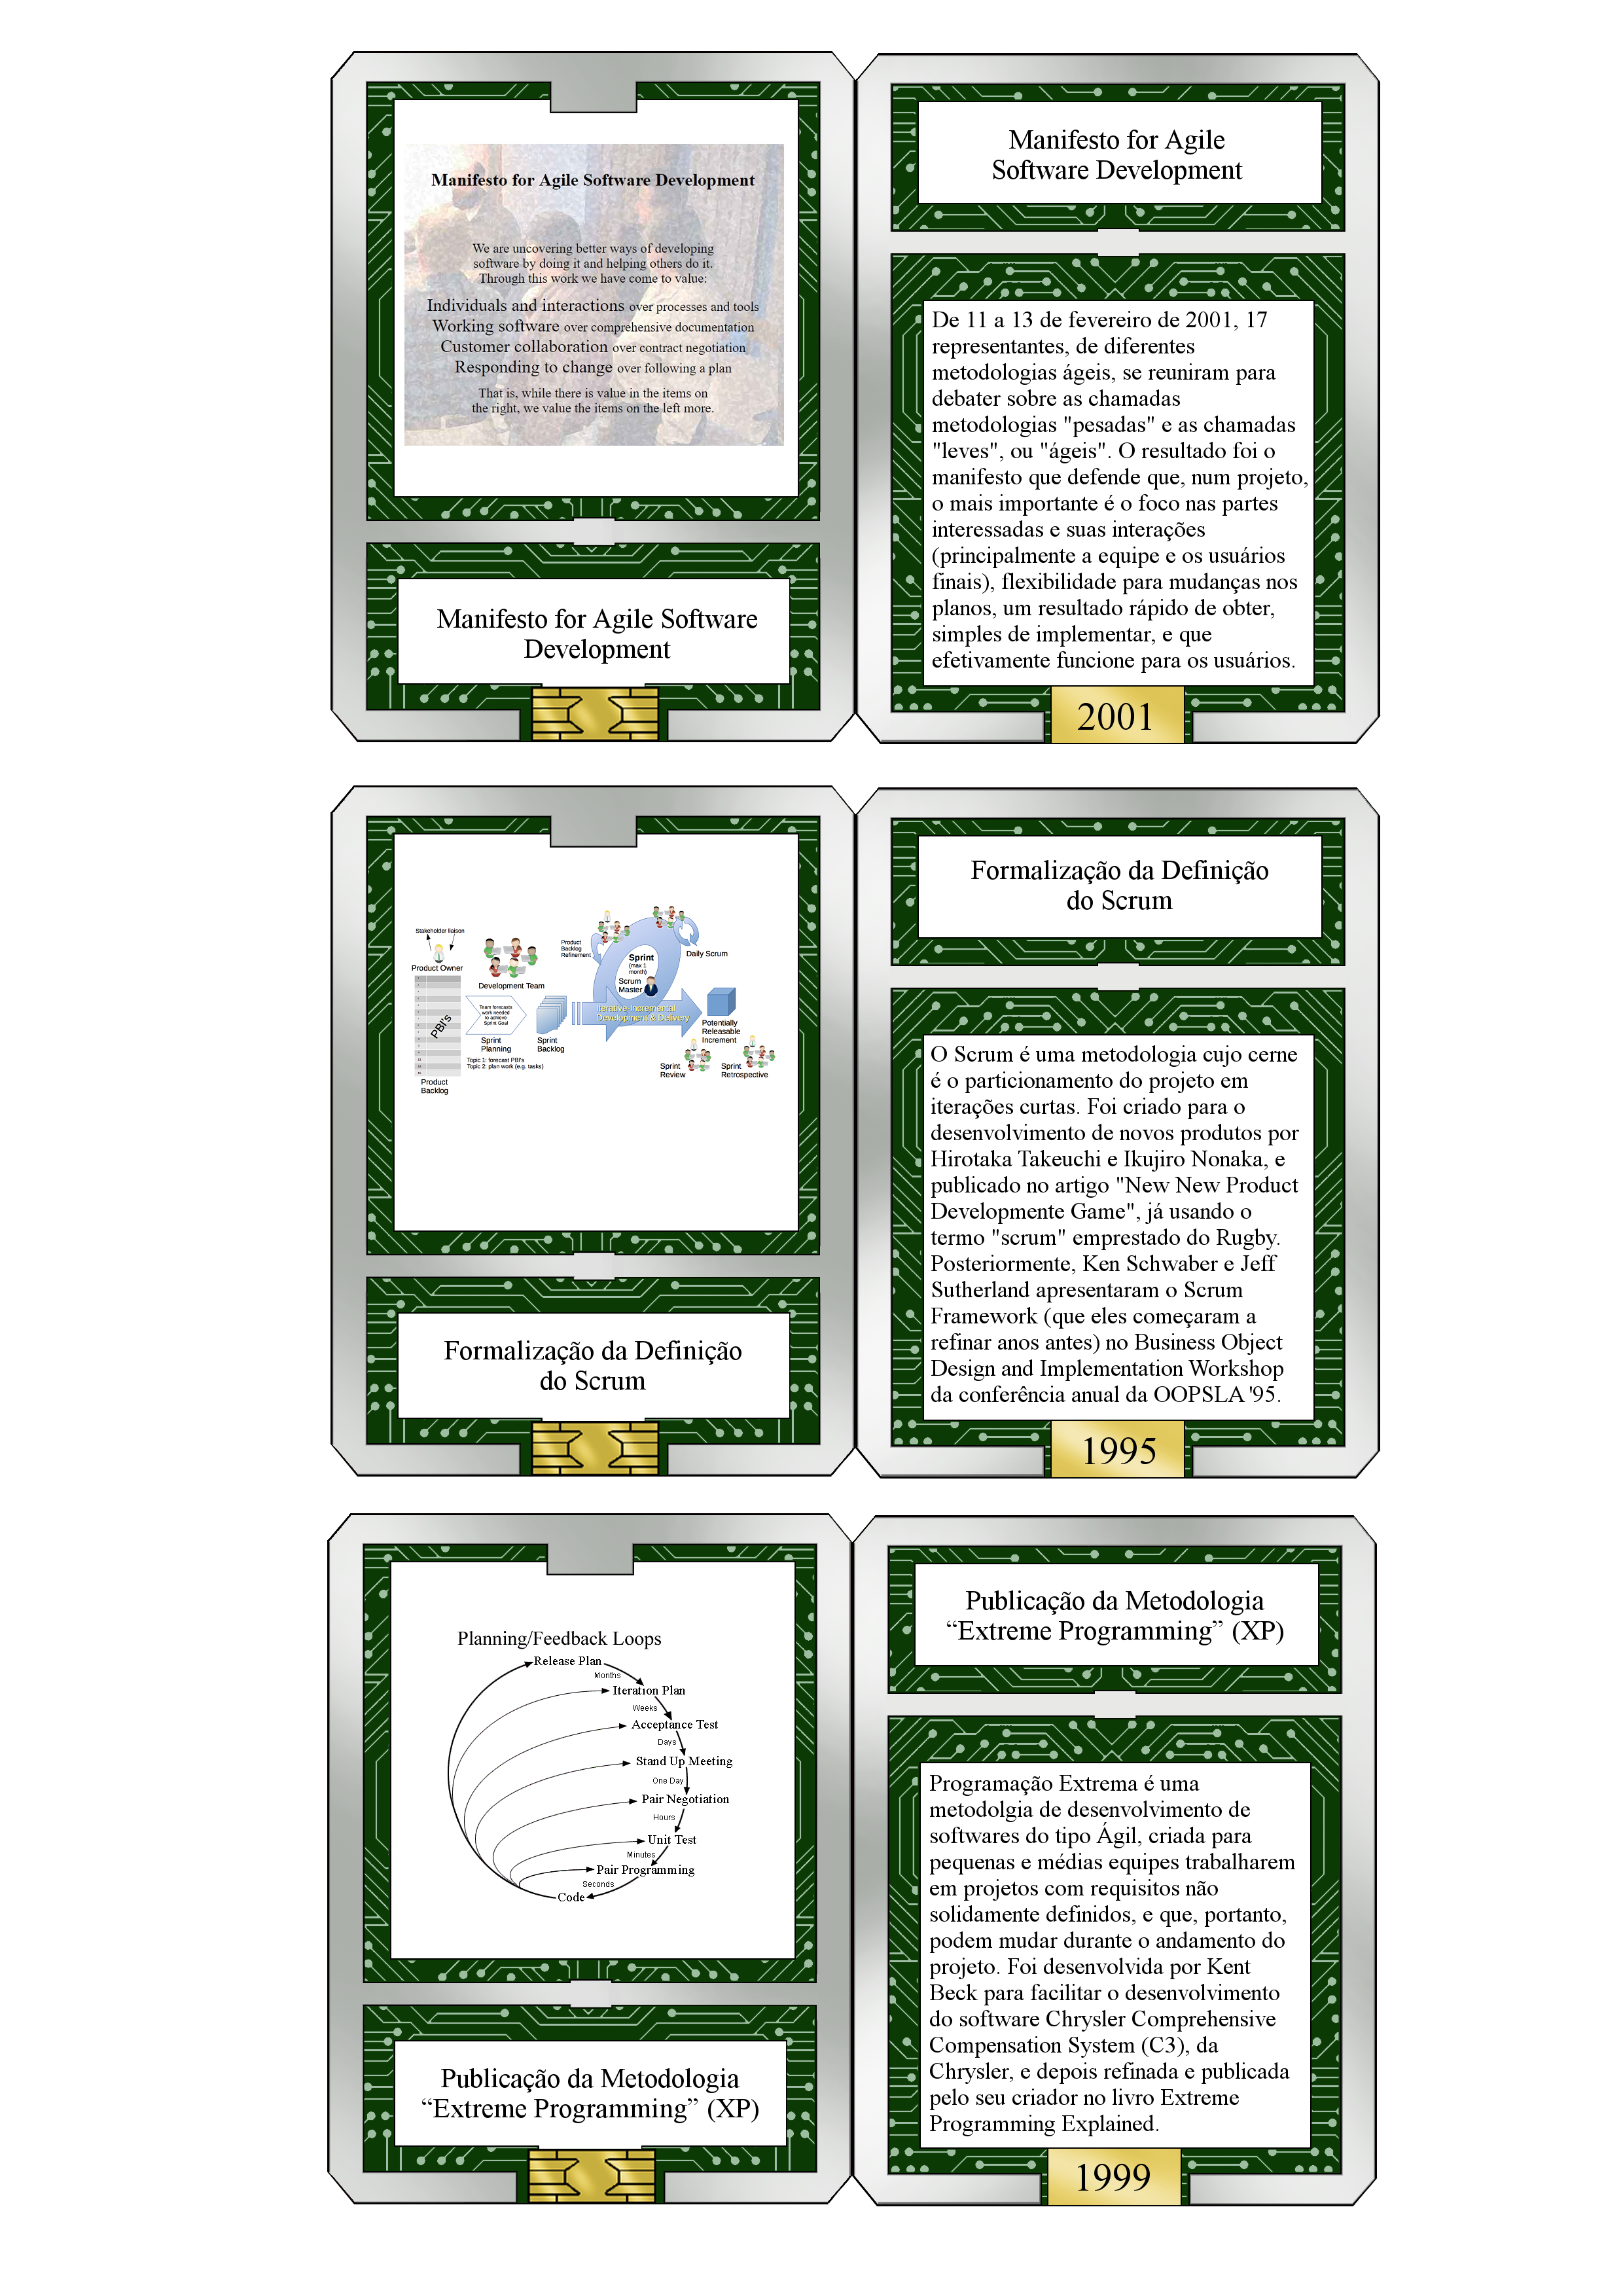 Manifesto for Agile Software Development
We are uncovering better ways of developing
software by doing it and helping others do it.
Through this work we have come to value:
Individuals and interactions over processes and tools
Working software over comprehensive documentation
Customer collaboration over contract negotiation
Responding to change over following a plan
That is, while there is value in the items on
the right, we value the items on the left more.
Manifesto for Agile Software
Development
Manifesto for Agile
Software Development
De 11 a 13 de fevereiro de 2001, 17
representantes, de diferentes
metodologias ágeis, se reuniram para
debater sobre as chamadas
metodologias "pesadas" e as chamadas
"leves", ou "ágeis". O resultado foi o
manifesto que defende que, num projeto,
o mais importante é o foco nas partes
interessadas e suas interações
(principalmente a equipe e os usuários
finais), flexibilidade para mudanças nos
planos, um resultado rápido de obter,
simples de implementar, e que
efetivamente funcione para os usuários.
2001
Stakeholder liaison
Product Owner
Development Team
Product
Backlog
Refinement
Sprint
(max 1
month)
Scrum
Master
Daily Scrum
PBI's
Team forecasts
work needed
to achieve
Sprint Goal
Sprint
Planning
Sprint
Backlog
Iterative-Incremental
Development & Delivery
Potentially
Releasable
Increment
Topic 1: forecast PBI's
Topic 2: plan work (e.g. tasks)
Product
Backlog
Sprint
Review
Sprint
Retrospective
Formalização da Definição
do Scrum
Formalização da Definição
do Scrum
O Scrum é uma metodologia cujo cerne
é o particionamento do projeto em
iterações curtas. Foi criado para o
desenvolvimento de novos produtos por
Hirotaka Takeuchi e Ikujiro Nonaka, e
publicado no artigo "New New Product
Developmente Game", já usando o
termo "scrum" emprestado do Rugby.
Posteriormente, Ken Schwaber e Jeff
Sutherland apresentaram o Scrum
Framework (que eles começaram a
refinar anos antes) no Business Object
Design and Implementation Workshop
da conferência anual da OOPSLA '95.
1995
Planning/Feedback Loops
Release Plan
Months
Iteration Plan
Weeks
Acceptance Test
Days
Stand Up Meeting
One Day
Pair Negotiation
Hours
Unit Test
Minutes
Pair Programming
Seconds
Code
Publicação da Metodologia
“Extreme Programming” (XP)
Publicação da Metodologia
“Extreme Programming” (XP)
Programação Extrema é uma
metodolgia de desenvolvimento de
softwares do tipo Ágil, criada para
pequenas e médias equipes trabalharem
em projetos com requisitos não
solidamente definidos, e que, portanto,
podem mudar durante o andamento do
projeto. Foi desenvolvida por Kent
Beck para facilitar o desenvolvimento
do software Chrysler Comprehensive
Compensation System (C3), da
Chrysler, e depois refinada e publicada
pelo seu criador no livro Extreme
Programming Explained.
1999